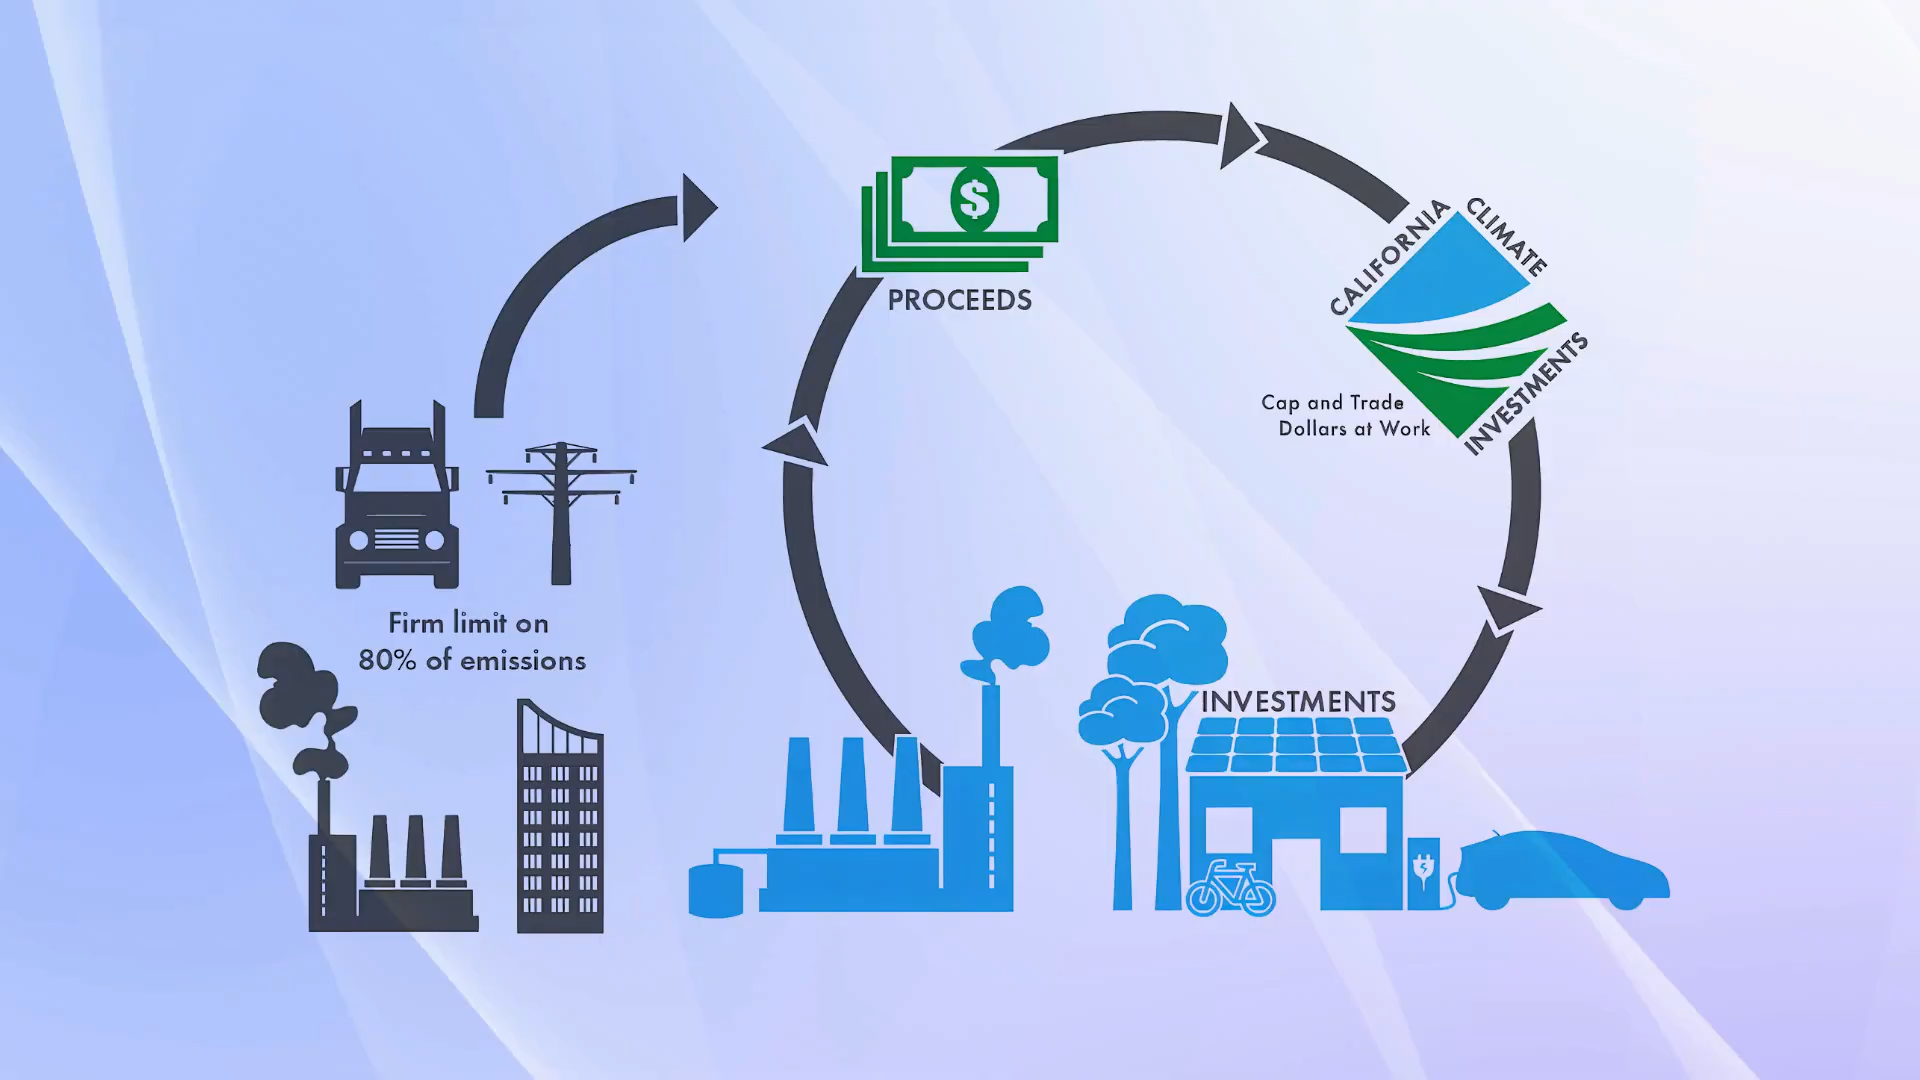 PROCEEDS
CALIFORNIA
CLIMATE
INVESTMENTS
Cap and Trade
Dollars at Work
Firm limit on
80% of emissions
INVESTMENTS
$